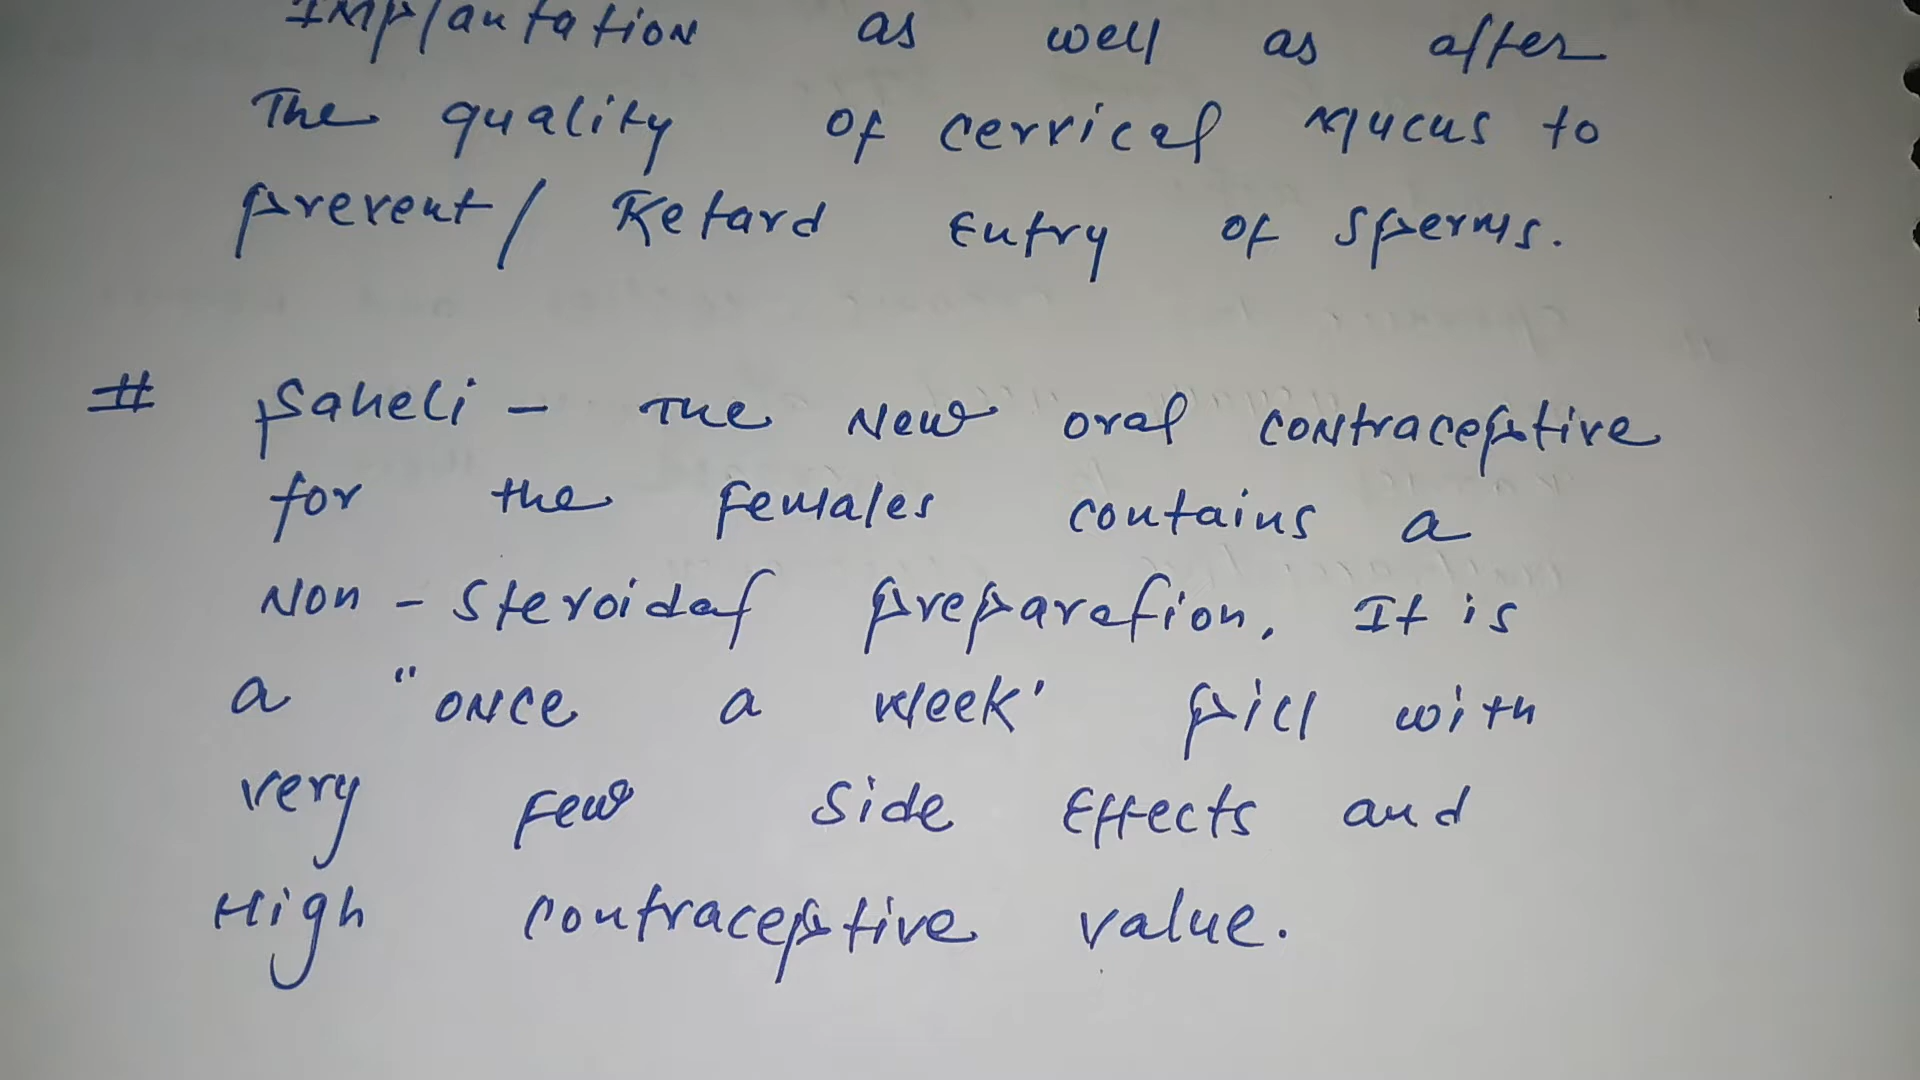 Implantation as well as after
The quality of cervical mucus to
prevent/ Retard Entry of sperms.
# Saheli - The New oral contraceptive
for the females contains a
Non-steroidal preparation. It is
a "once a week' pill with
very few side Effects and
High contraceptive value.